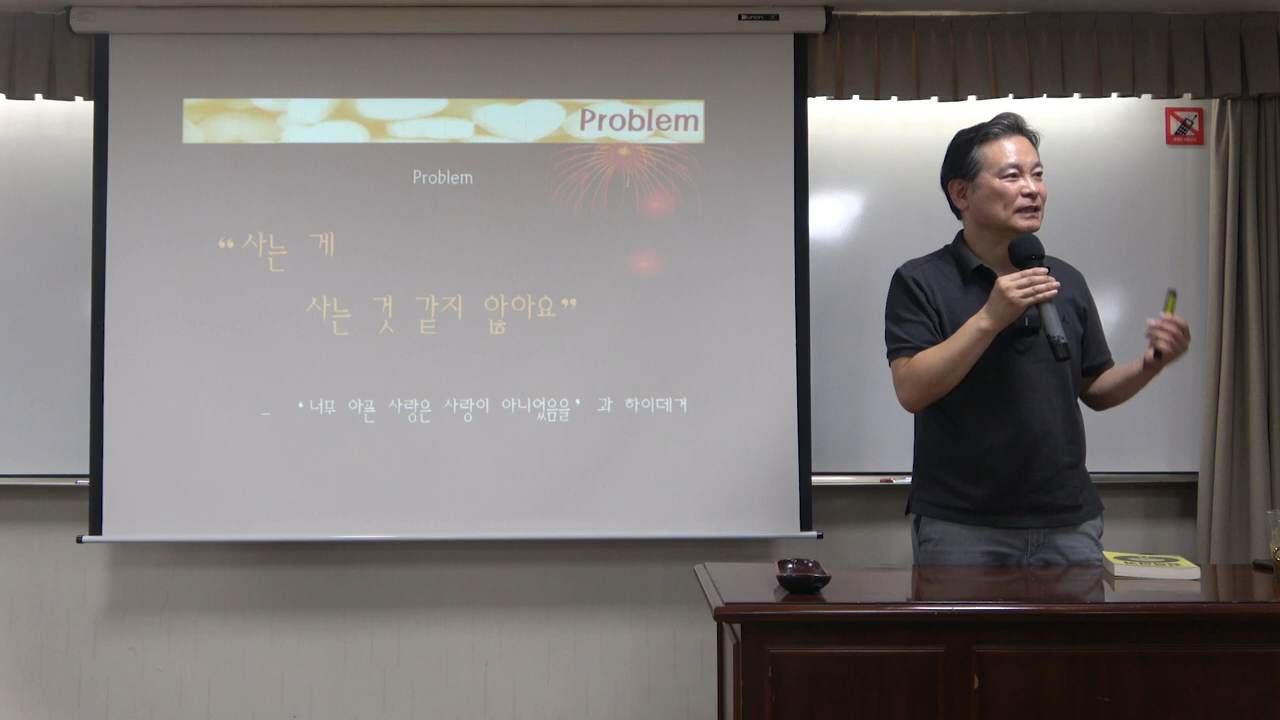 Problem
Problem
“사는 게
사는 것 같지 않아요”
– ‘너무 아픈 사랑은 사랑이 아니었음을’ 과 하이데거